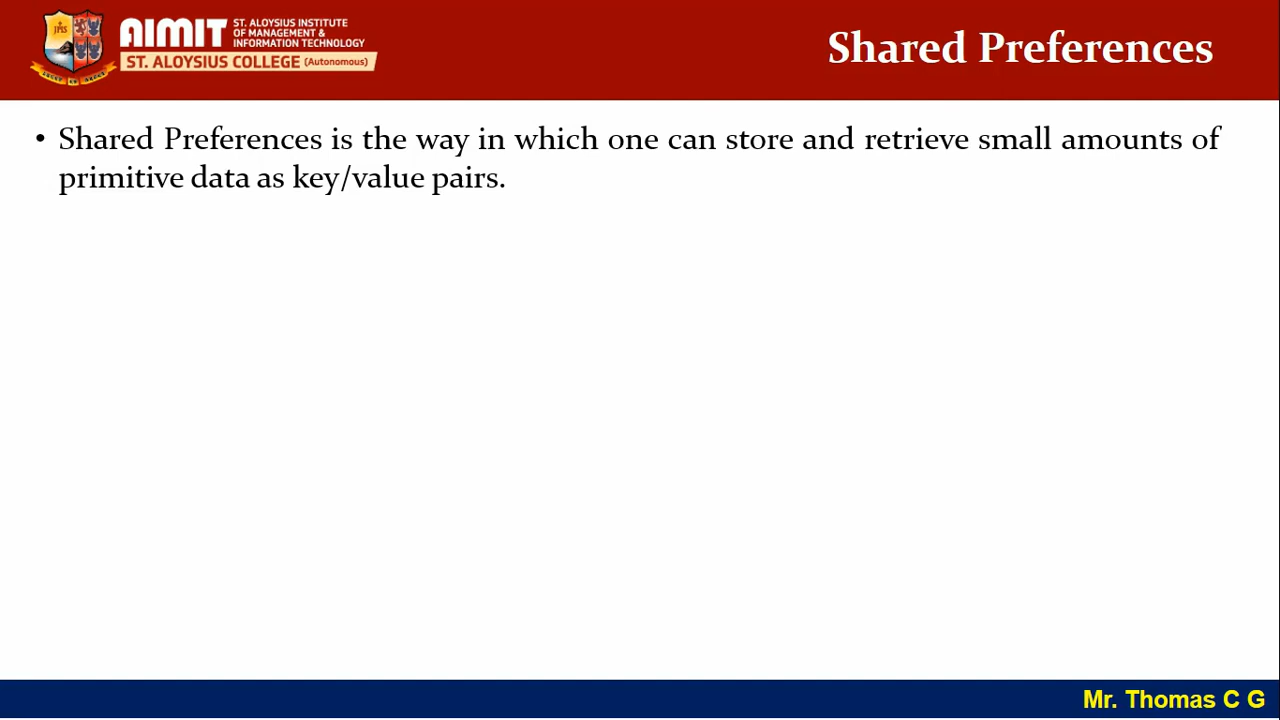 AIMIT
ST. ALOYSIUS INSTITUTE
OF MANAGEMENT &
INFORMATION TECHNOLOGY
ST. ALOYSIUS COLLEGE (Autonomous)
Shared Preferences
• Shared Preferences is the way in which one can store and retrieve small amounts of
primitive data as key/value pairs.
Mr. Thomas C G